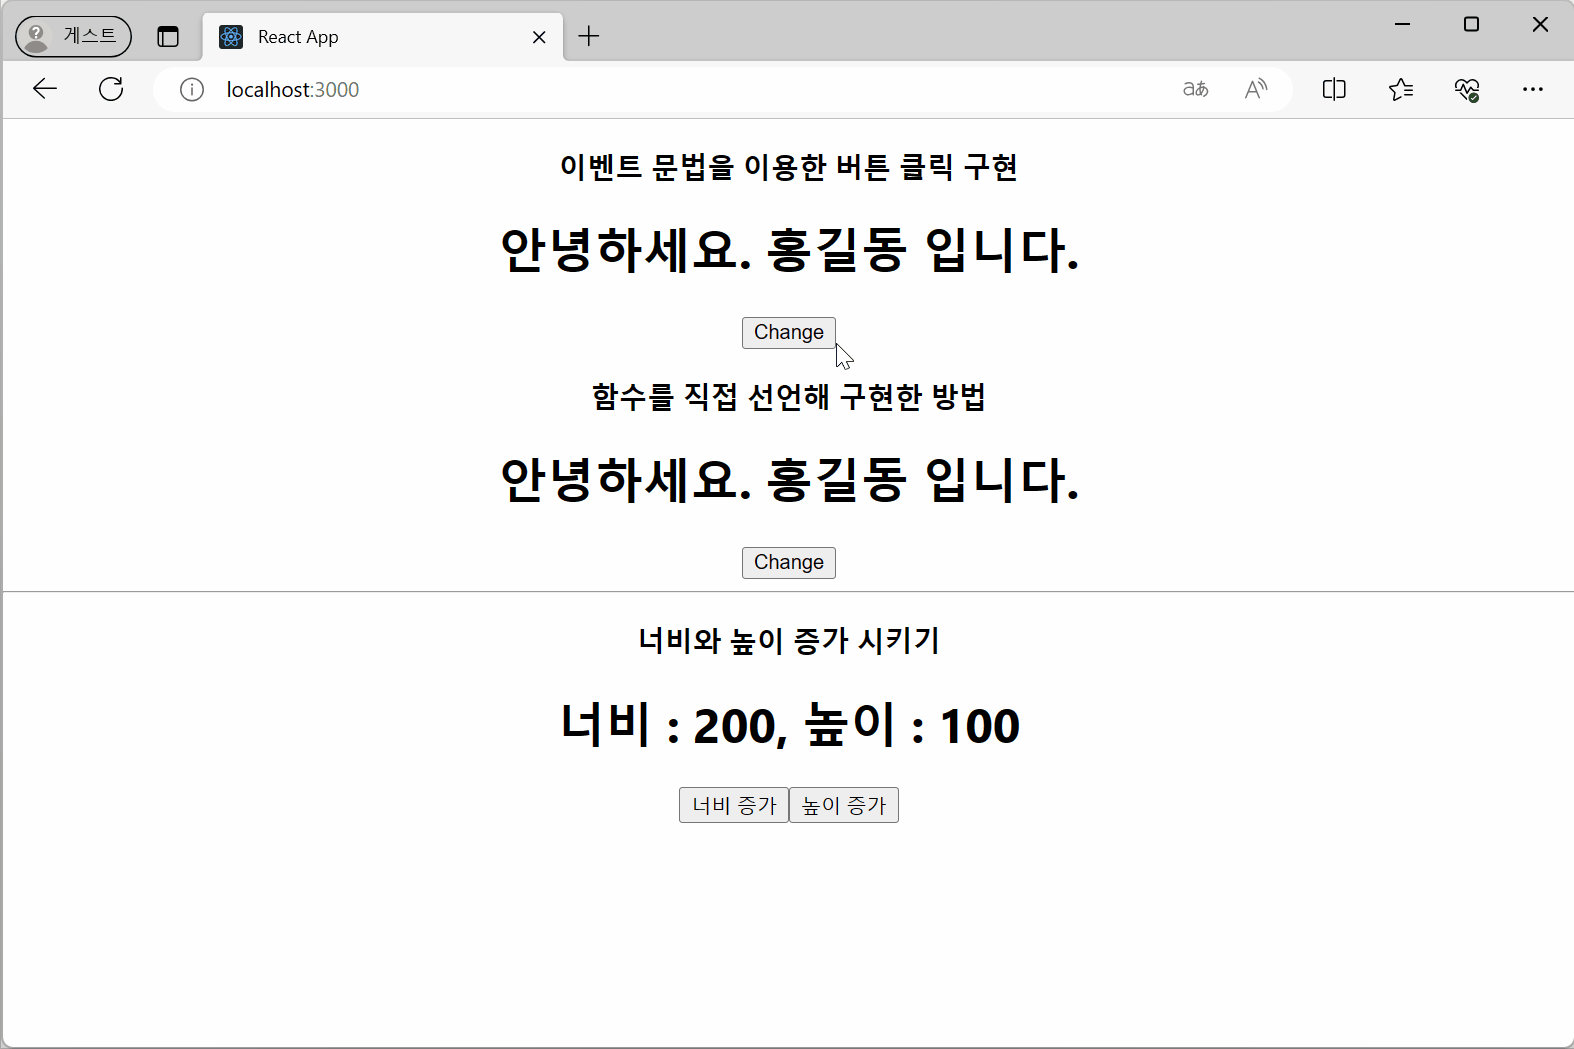 게스트
React App
localhost:3000
aあ
A
이벤트 문법을 이용한 버튼 클릭 구현
안녕하세요. 홍길동 입니다.
Change
함수를 직접 선언해 구현한 방법
안녕하세요. 홍길동 입니다.
Change
너비와 높이 증가 시키기
너비 : 200, 높이 : 100
너비 증가 높이 증가